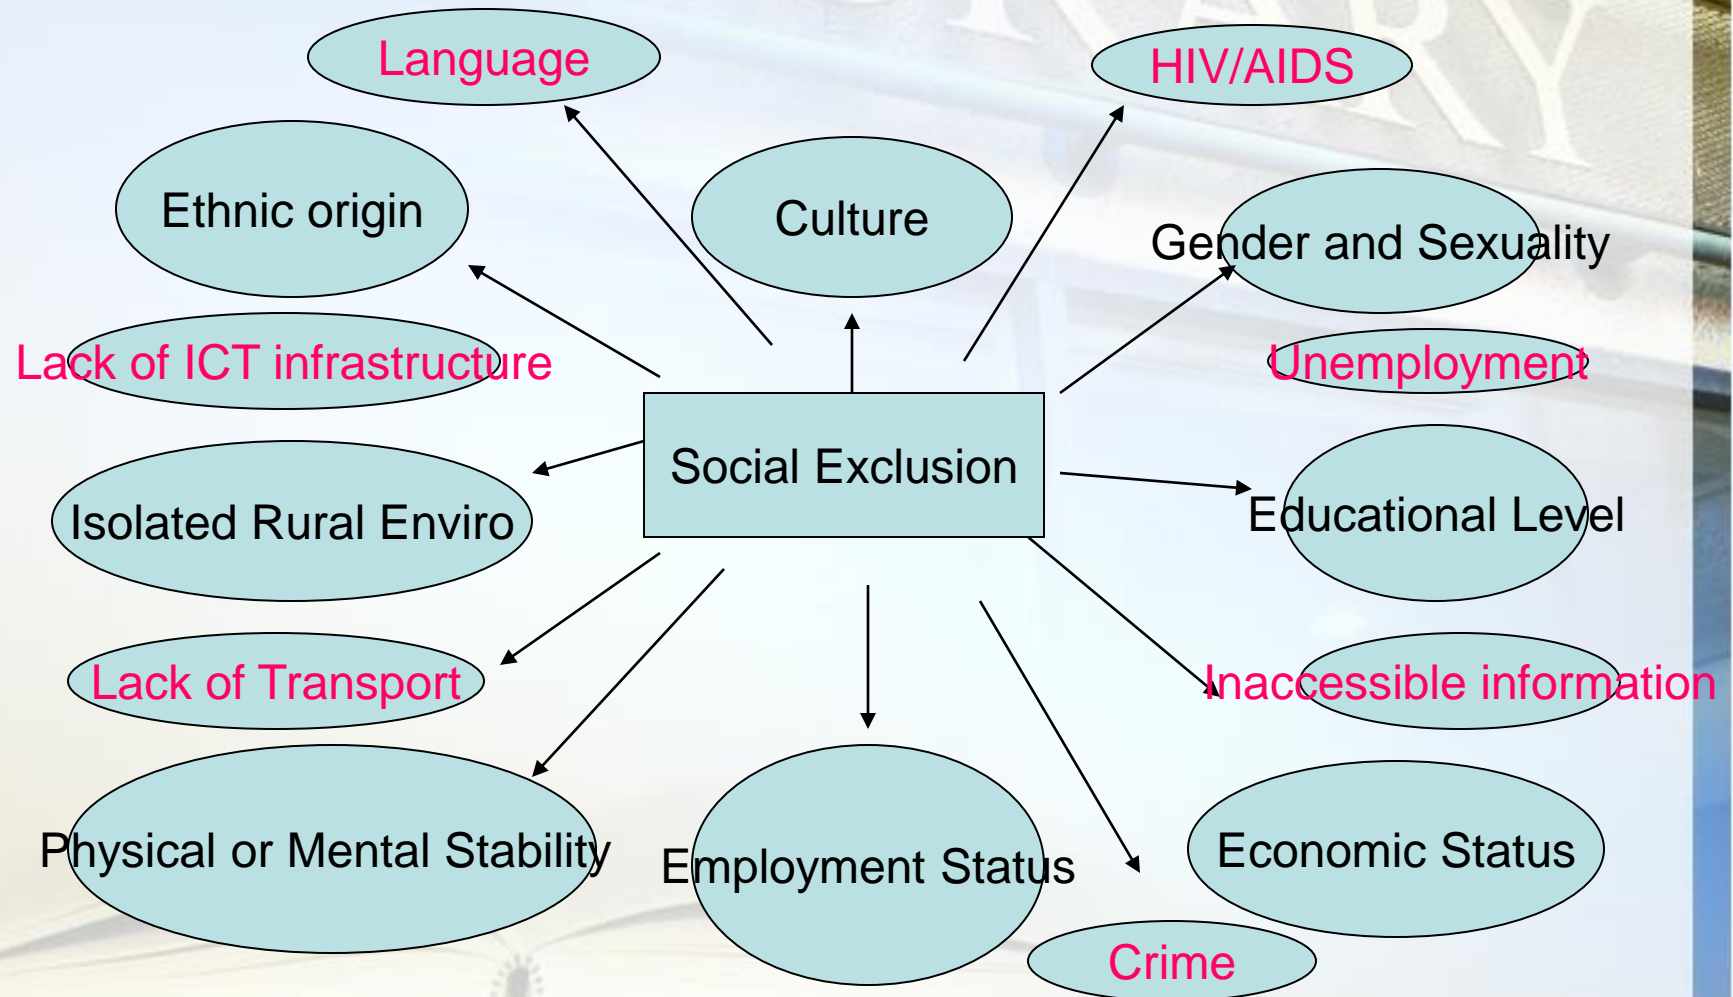 RARY
Language
HIV/AIDS
Ethnic origin
Culture
Gender and Sexuality
Lack of ICT infrastructure
Unemployment
Social Exclusion
Isolated Rural Enviro
Educational Level
Lack of Transport
Inaccessible information
Physical or Mental Stability
Employment Status
Economic Status
Crime